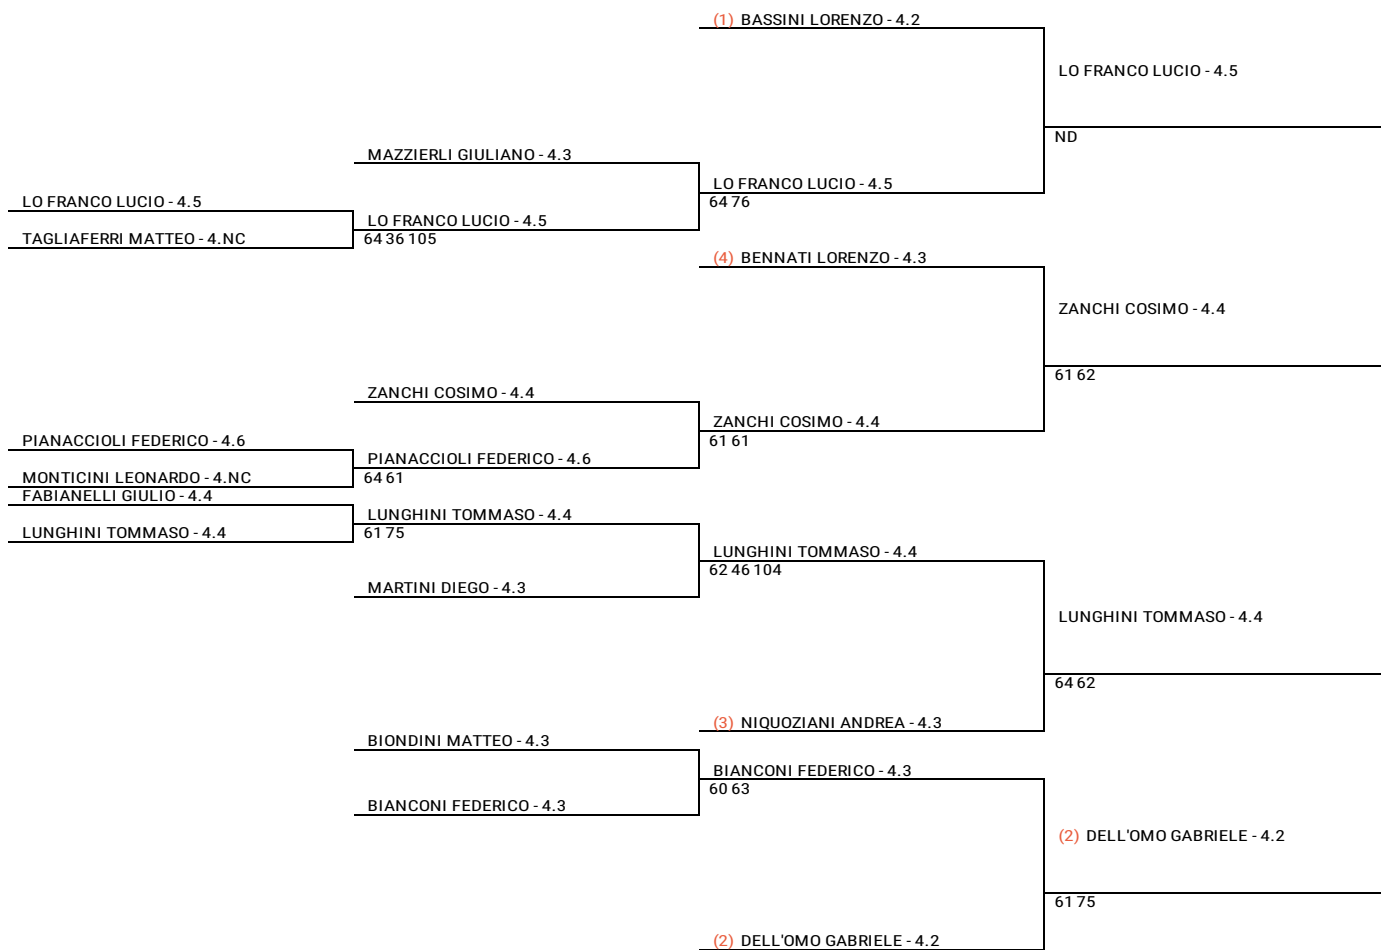 (1) BASSINI LORENZO - 4.2
LO FRANCO LUCIO - 4.5
ND
MAZZIERLI GIULIANO - 4.3
LO FRANCO LUCIO - 4.5
64 76
LO FRANCO LUCIO - 4.5
LO FRANCO LUCIO - 4.5
TAGLIAFERRI MATTEO - 4.NC
64 36 105
(4) BENNATI LORENZO - 4.3
ZANCHI COSIMO - 4.4
61 62
ZANCHI COSIMO - 4.4
ZANCHI COSIMO - 4.4
61 61
PIANACCIOLI FEDERICO - 4.6
PIANACCIOLI FEDERICO - 4.6
MONTICINI LEONARDO - 4.NC
64 61
FABIANELLI GIULIO - 4.4
LUNGHINI TOMMASO - 4.4
LUNGHINI TOMMASO - 4.4
61 75
LUNGHINI TOMMASO - 4.4
62 46 104
MARTINI DIEGO - 4.3
LUNGHINI TOMMASO - 4.4
64 62
(3) NIQUOZIANI ANDREA - 4.3
BIONDINI MATTEO - 4.3
BIANCONI FEDERICO - 4.3
60 63
BIANCONI FEDERICO - 4.3
(2) DELL'OMO GABRIELE - 4.2
61 75
(2) DELL'OMO GABRIELE - 4.2